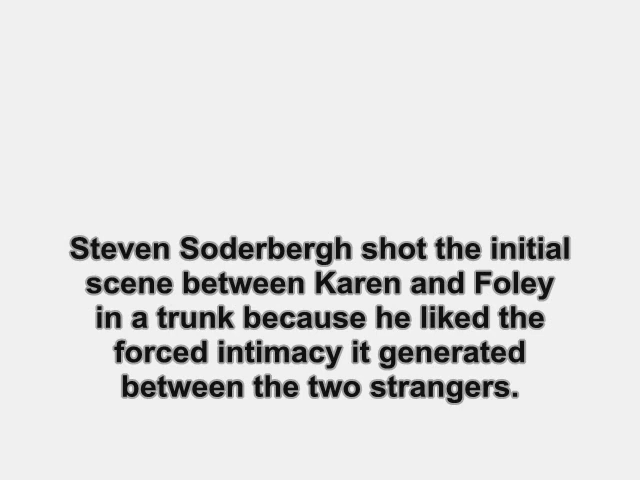 Steven Soderbergh shot the initial
scene between Karen and Foley
in a trunk because he liked the
forced intimacy it generated
between the two strangers.